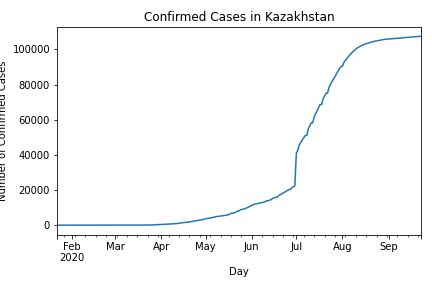 Confirmed Cases in Kazakhstan
Number of Confirmed Cases
100000
80000
60000
40000
20000
0
Feb Mar Apr May Jun Jul Aug Sep
2020
Day